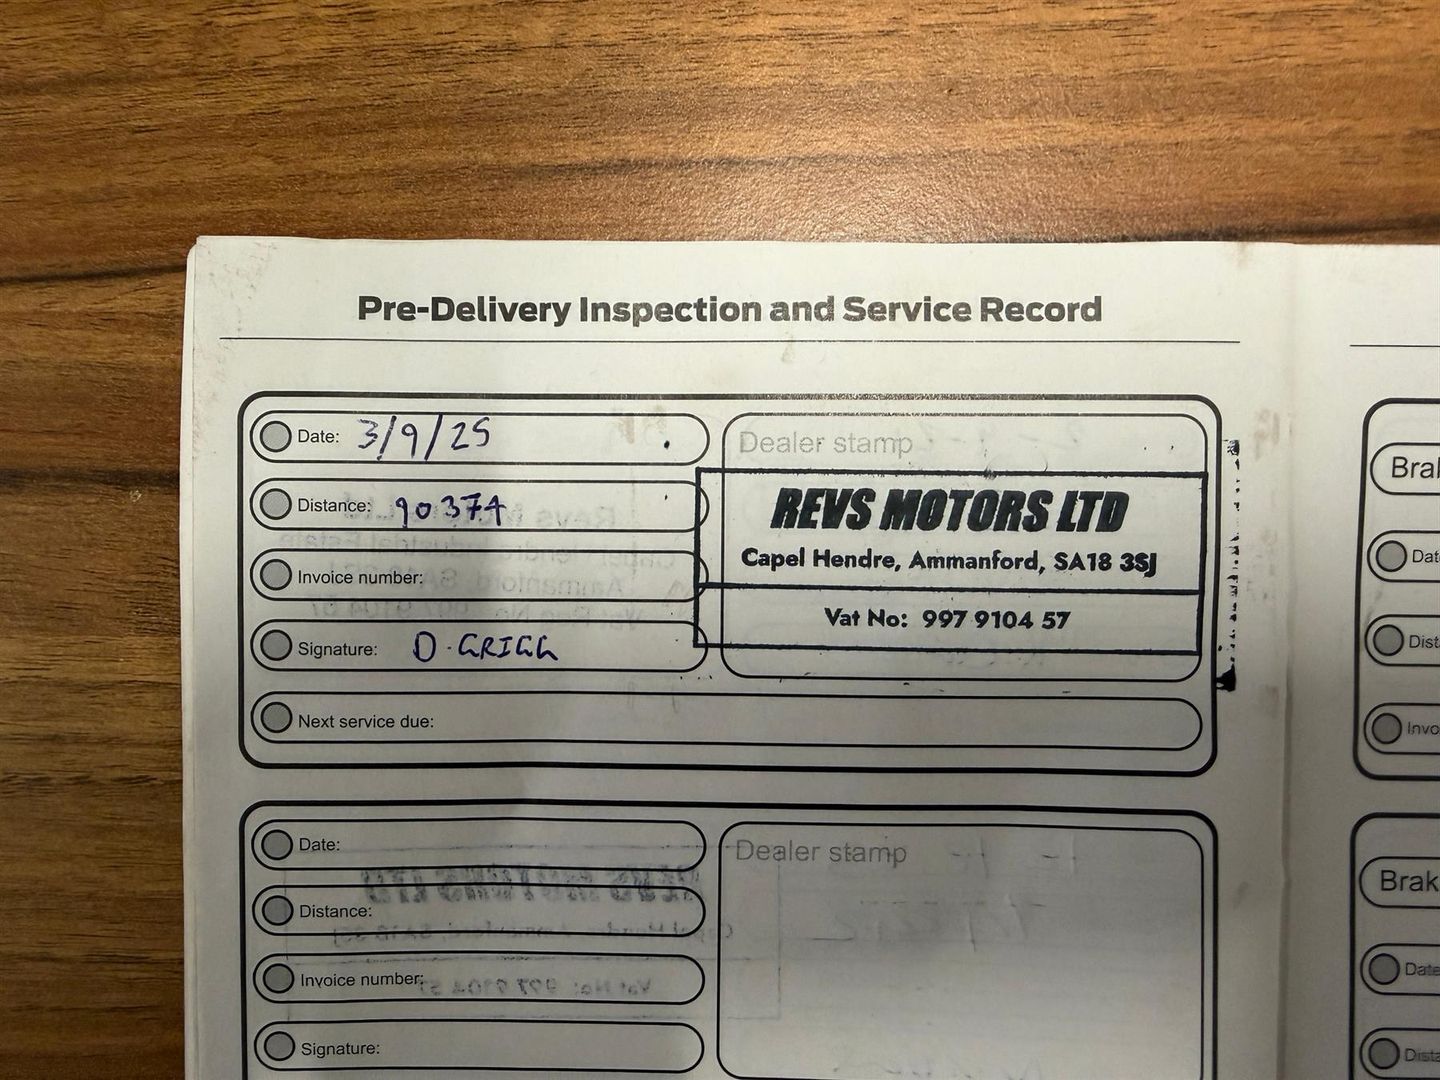 Pre-Delivery Inspection and Service Record
Date: 3/9/25
Distance: 90374
Invoice number:
Signature: D. GRIGG
Next service due:
Dealer stamp
REVS MOTORS LTD
Capel Hendre, Ammanford, SA18 3SJ
Vat No: 997 9104 57
Date:
Distance:
Invoice number:
Signature:
Dealer stamp
Brak
Date
Dist
Invo
Brak
Date
Dista